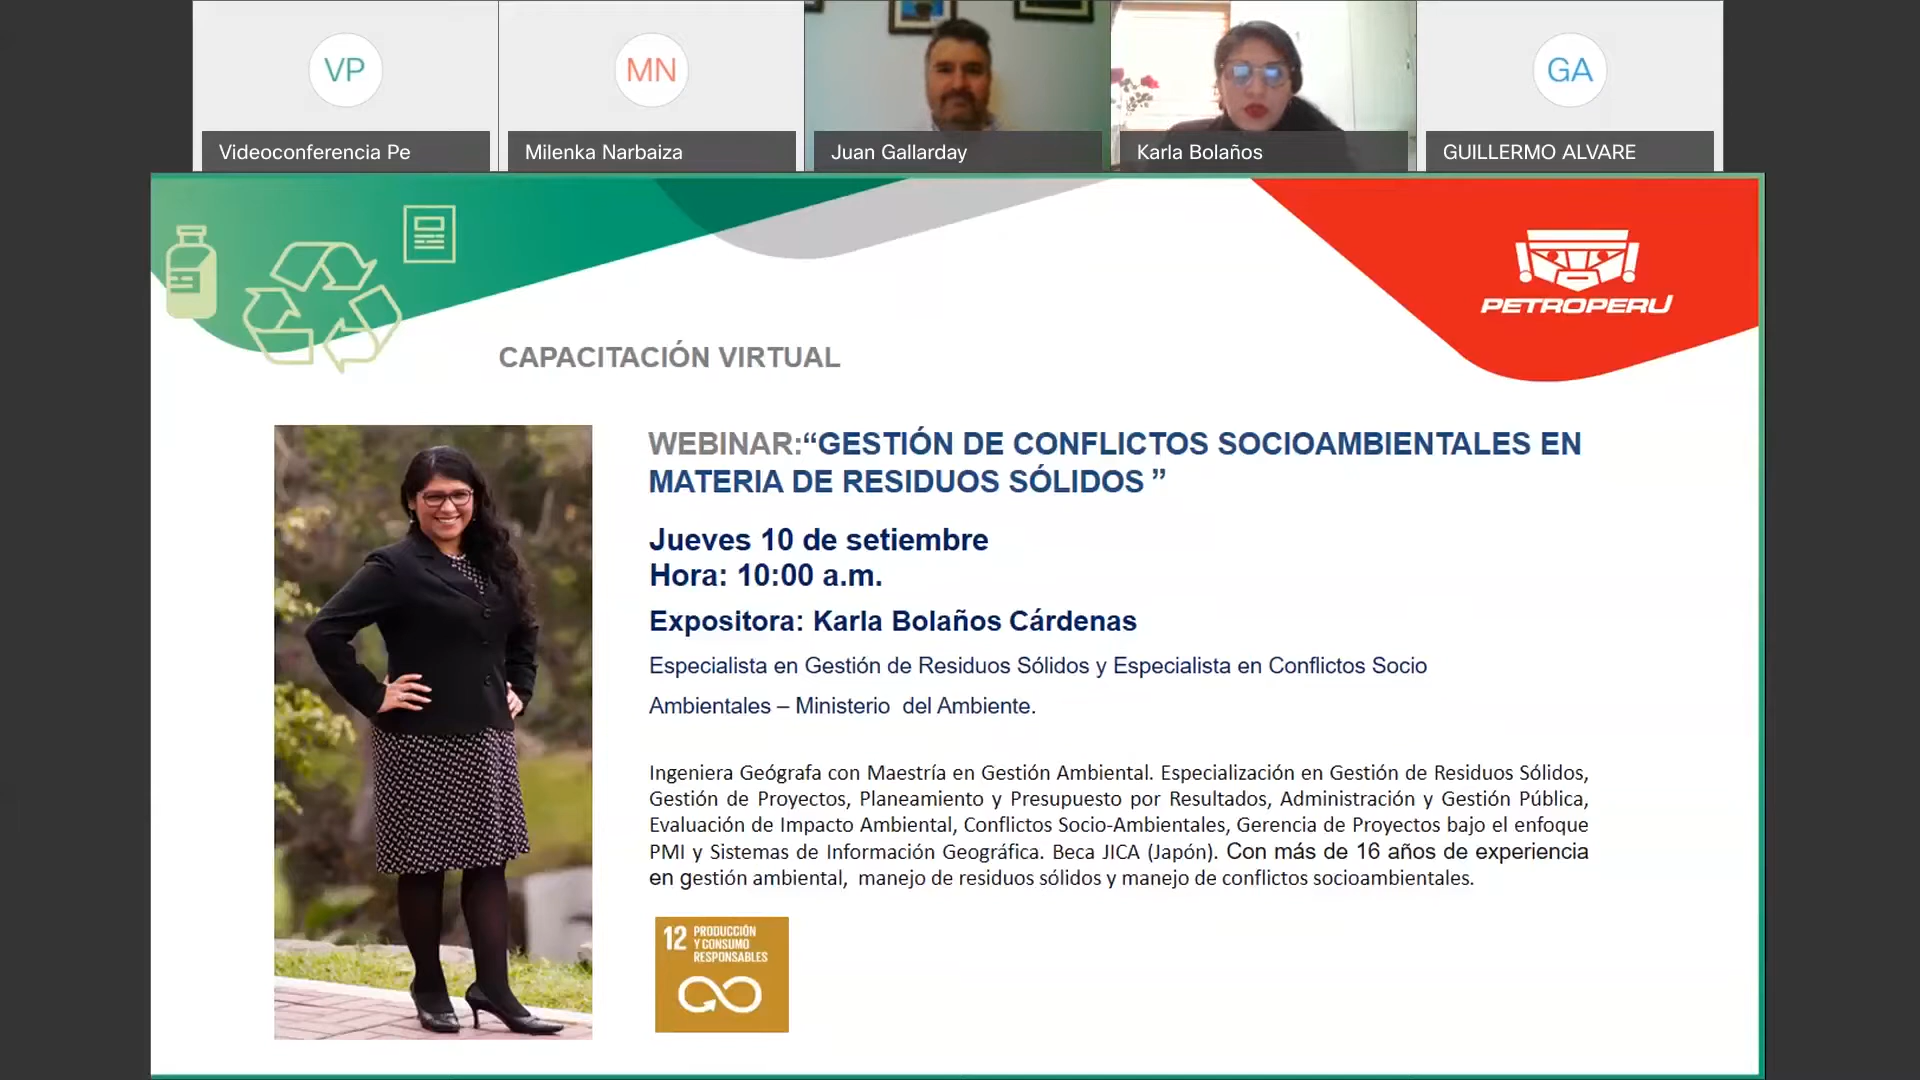 VP
MN
GA
Videoconferencia Pe
Milenka Narbaiza
Juan Gallarday
Karla Bolaños
GUILLERMO ALVARE
PETROPERU
CAPACITACIÓN VIRTUAL
WEBINAR:“GESTIÓN DE CONFLICTOS SOCIOAMBIENTALES EN
MATERIA DE RESIDUOS SÓLIDOS ”
Jueves 10 de setiembre
Hora: 10:00 a.m.
Expositora: Karla Bolaños Cárdenas
Especialista en Gestión de Residuos Sólidos y Especialista en Conflictos Socio
Ambientales – Ministerio del Ambiente.
Ingeniera Geógrafa con Maestría en Gestión Ambiental. Especialización en Gestión de Residuos Sólidos,
Gestión de Proyectos, Planeamiento y Presupuesto por Resultados, Administración y Gestión Pública,
Evaluación de Impacto Ambiental, Conflictos Socio-Ambientales, Gerencia de Proyectos bajo el enfoque
PMI y Sistemas de Información Geográfica. Beca JICA (Japón). Con más de 16 años de experiencia
en gestión ambiental, manejo de residuos sólidos y manejo de conflictos socioambientales.
12 PRODUCCIÓN
Y CONSUMO
RESPONSABLES